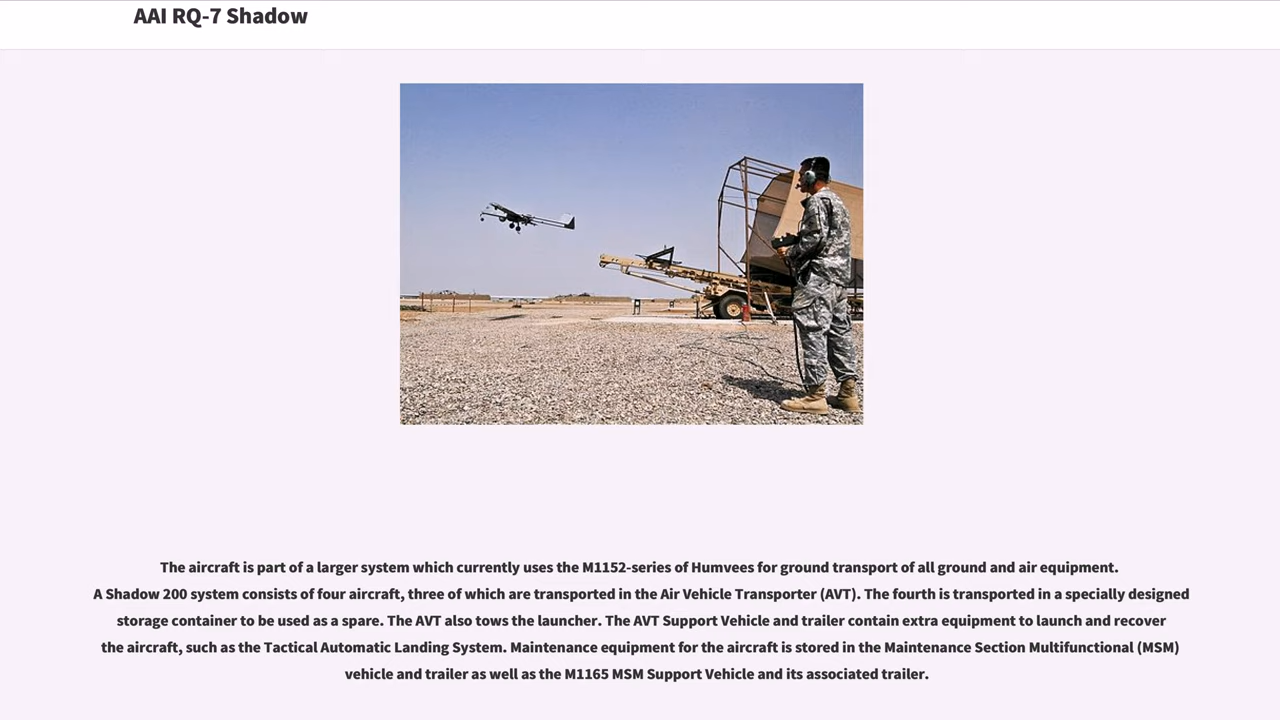 AAI RQ-7 Shadow
The aircraft is part of a larger system which currently uses the M1152-series of Humvees for ground transport of all ground and air equipment.
A Shadow 200 system consists of four aircraft, three of which are transported in the Air Vehicle Transporter (AVT). The fourth is transported in a specially designed
storage container to be used as a spare. The AVT also tows the launcher. The AVT Support Vehicle and trailer contain extra equipment to launch and recover
the aircraft, such as the Tactical Automatic Landing System. Maintenance equipment for the aircraft is stored in the Maintenance Section Multifunctional (MSM)
vehicle and trailer as well as the M1165 MSM Support Vehicle and its associated trailer.